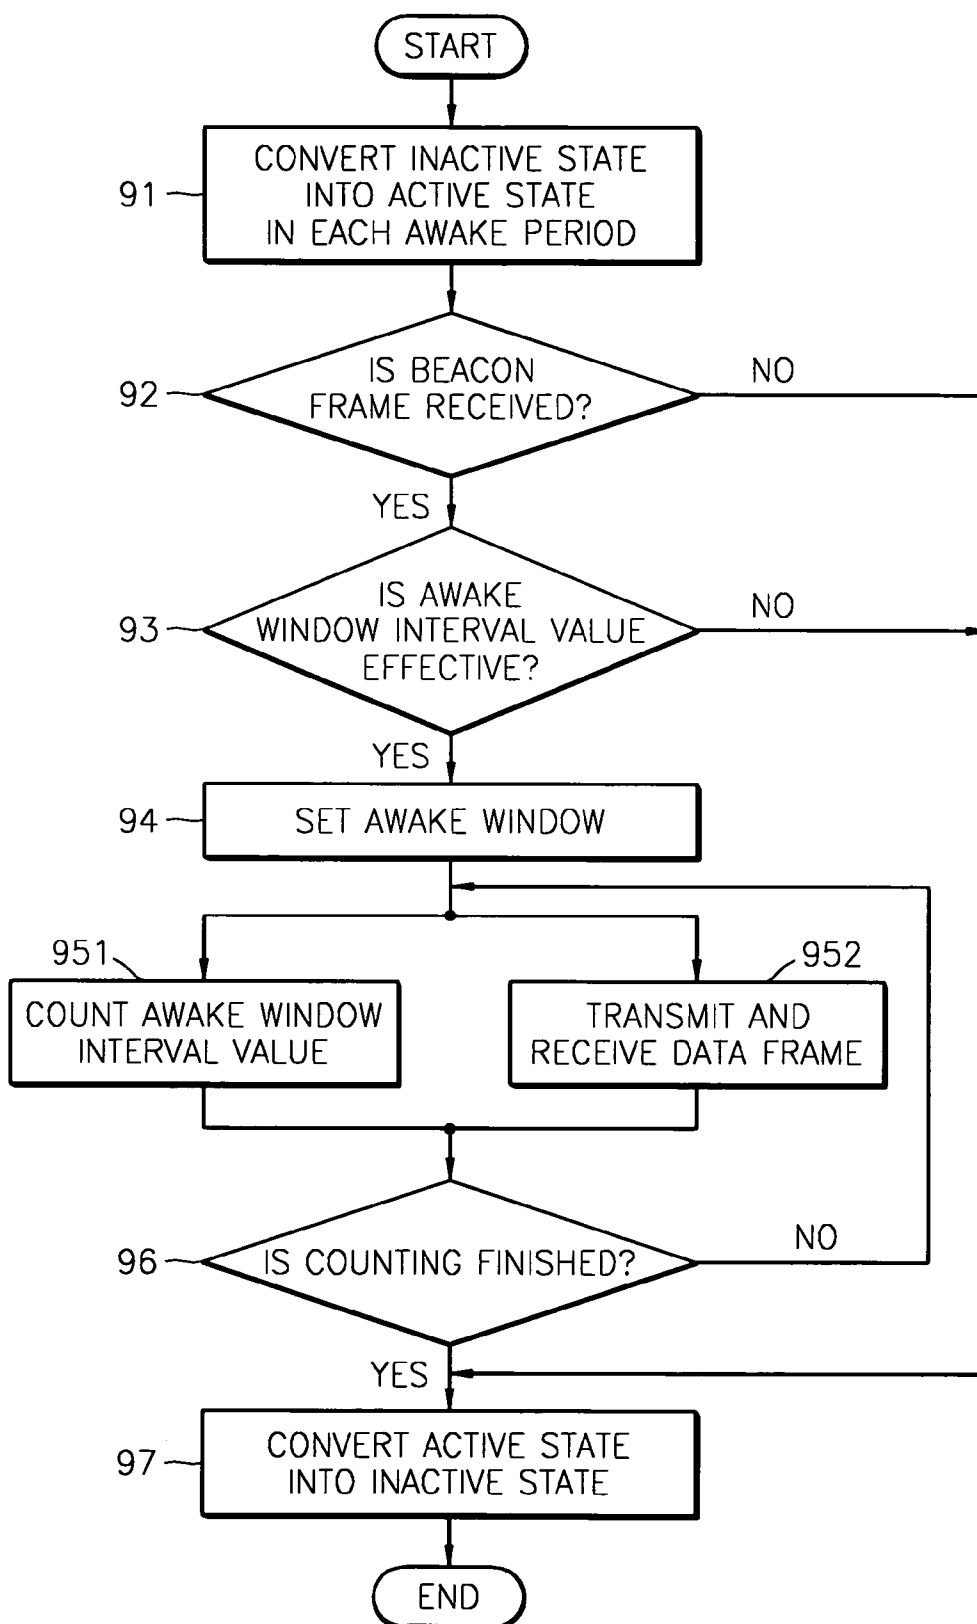 START
91
CONVERT INACTIVE STATE
INTO ACTIVE STATE
IN EACH AWAKE PERIOD
92
IS BEACON
FRAME RECEIVED?
NO
YES
93
IS AWAKE
WINDOW INTERVAL VALUE
EFFECTIVE?
NO
YES
94
SET AWAKE WINDOW
951
COUNT AWAKE WINDOW
INTERVAL VALUE
952
TRANSMIT AND
RECEIVE DATA FRAME
96
IS COUNTING FINISHED?
NO
YES
97
CONVERT ACTIVE STATE
INTO INACTIVE STATE
END